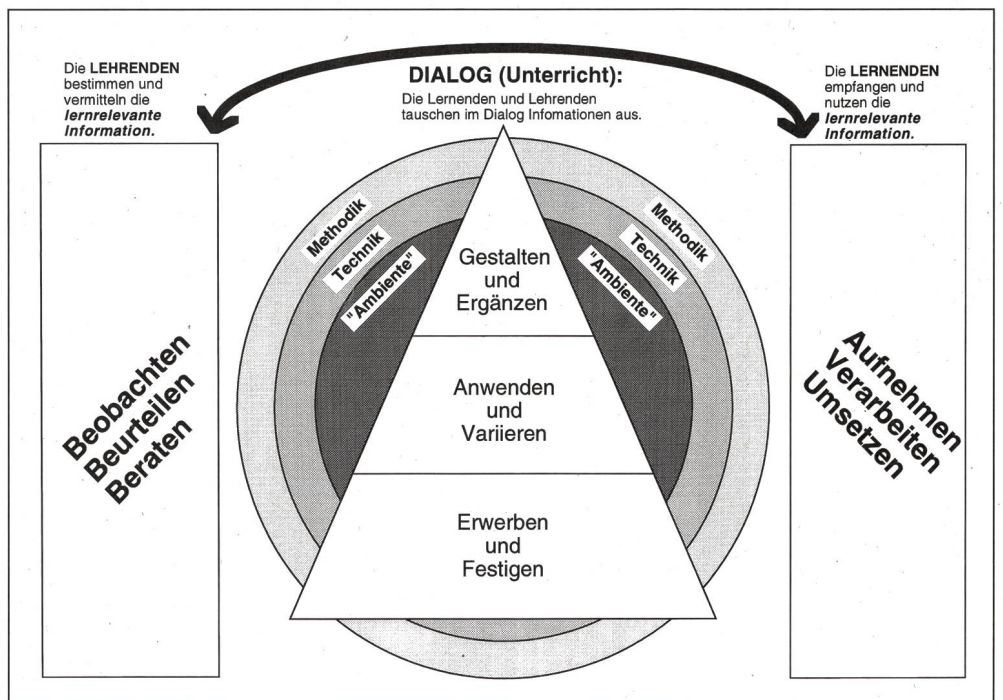 Die LEHRENDEN
bestimmen und
vermitteln die
lernrelevante
Information.
DIALOG (Unterricht):
Die Lernenden und Lehrenden
tauschen im Dialog Infomationen aus.
Die LERNENDEN
empfangen und
nutzen die
lernrelevante
Information.
Methodik
Technik
"Ambiente"
Methodik
Technik
"Ambiente"
Gestalten
und
Ergänzen
Anwenden
und
Variieren
Erwerben
und
Festigen
Beobachten
Beurteilen
Beraten
Aufnehmen
Verarbeiten
Umsetzen